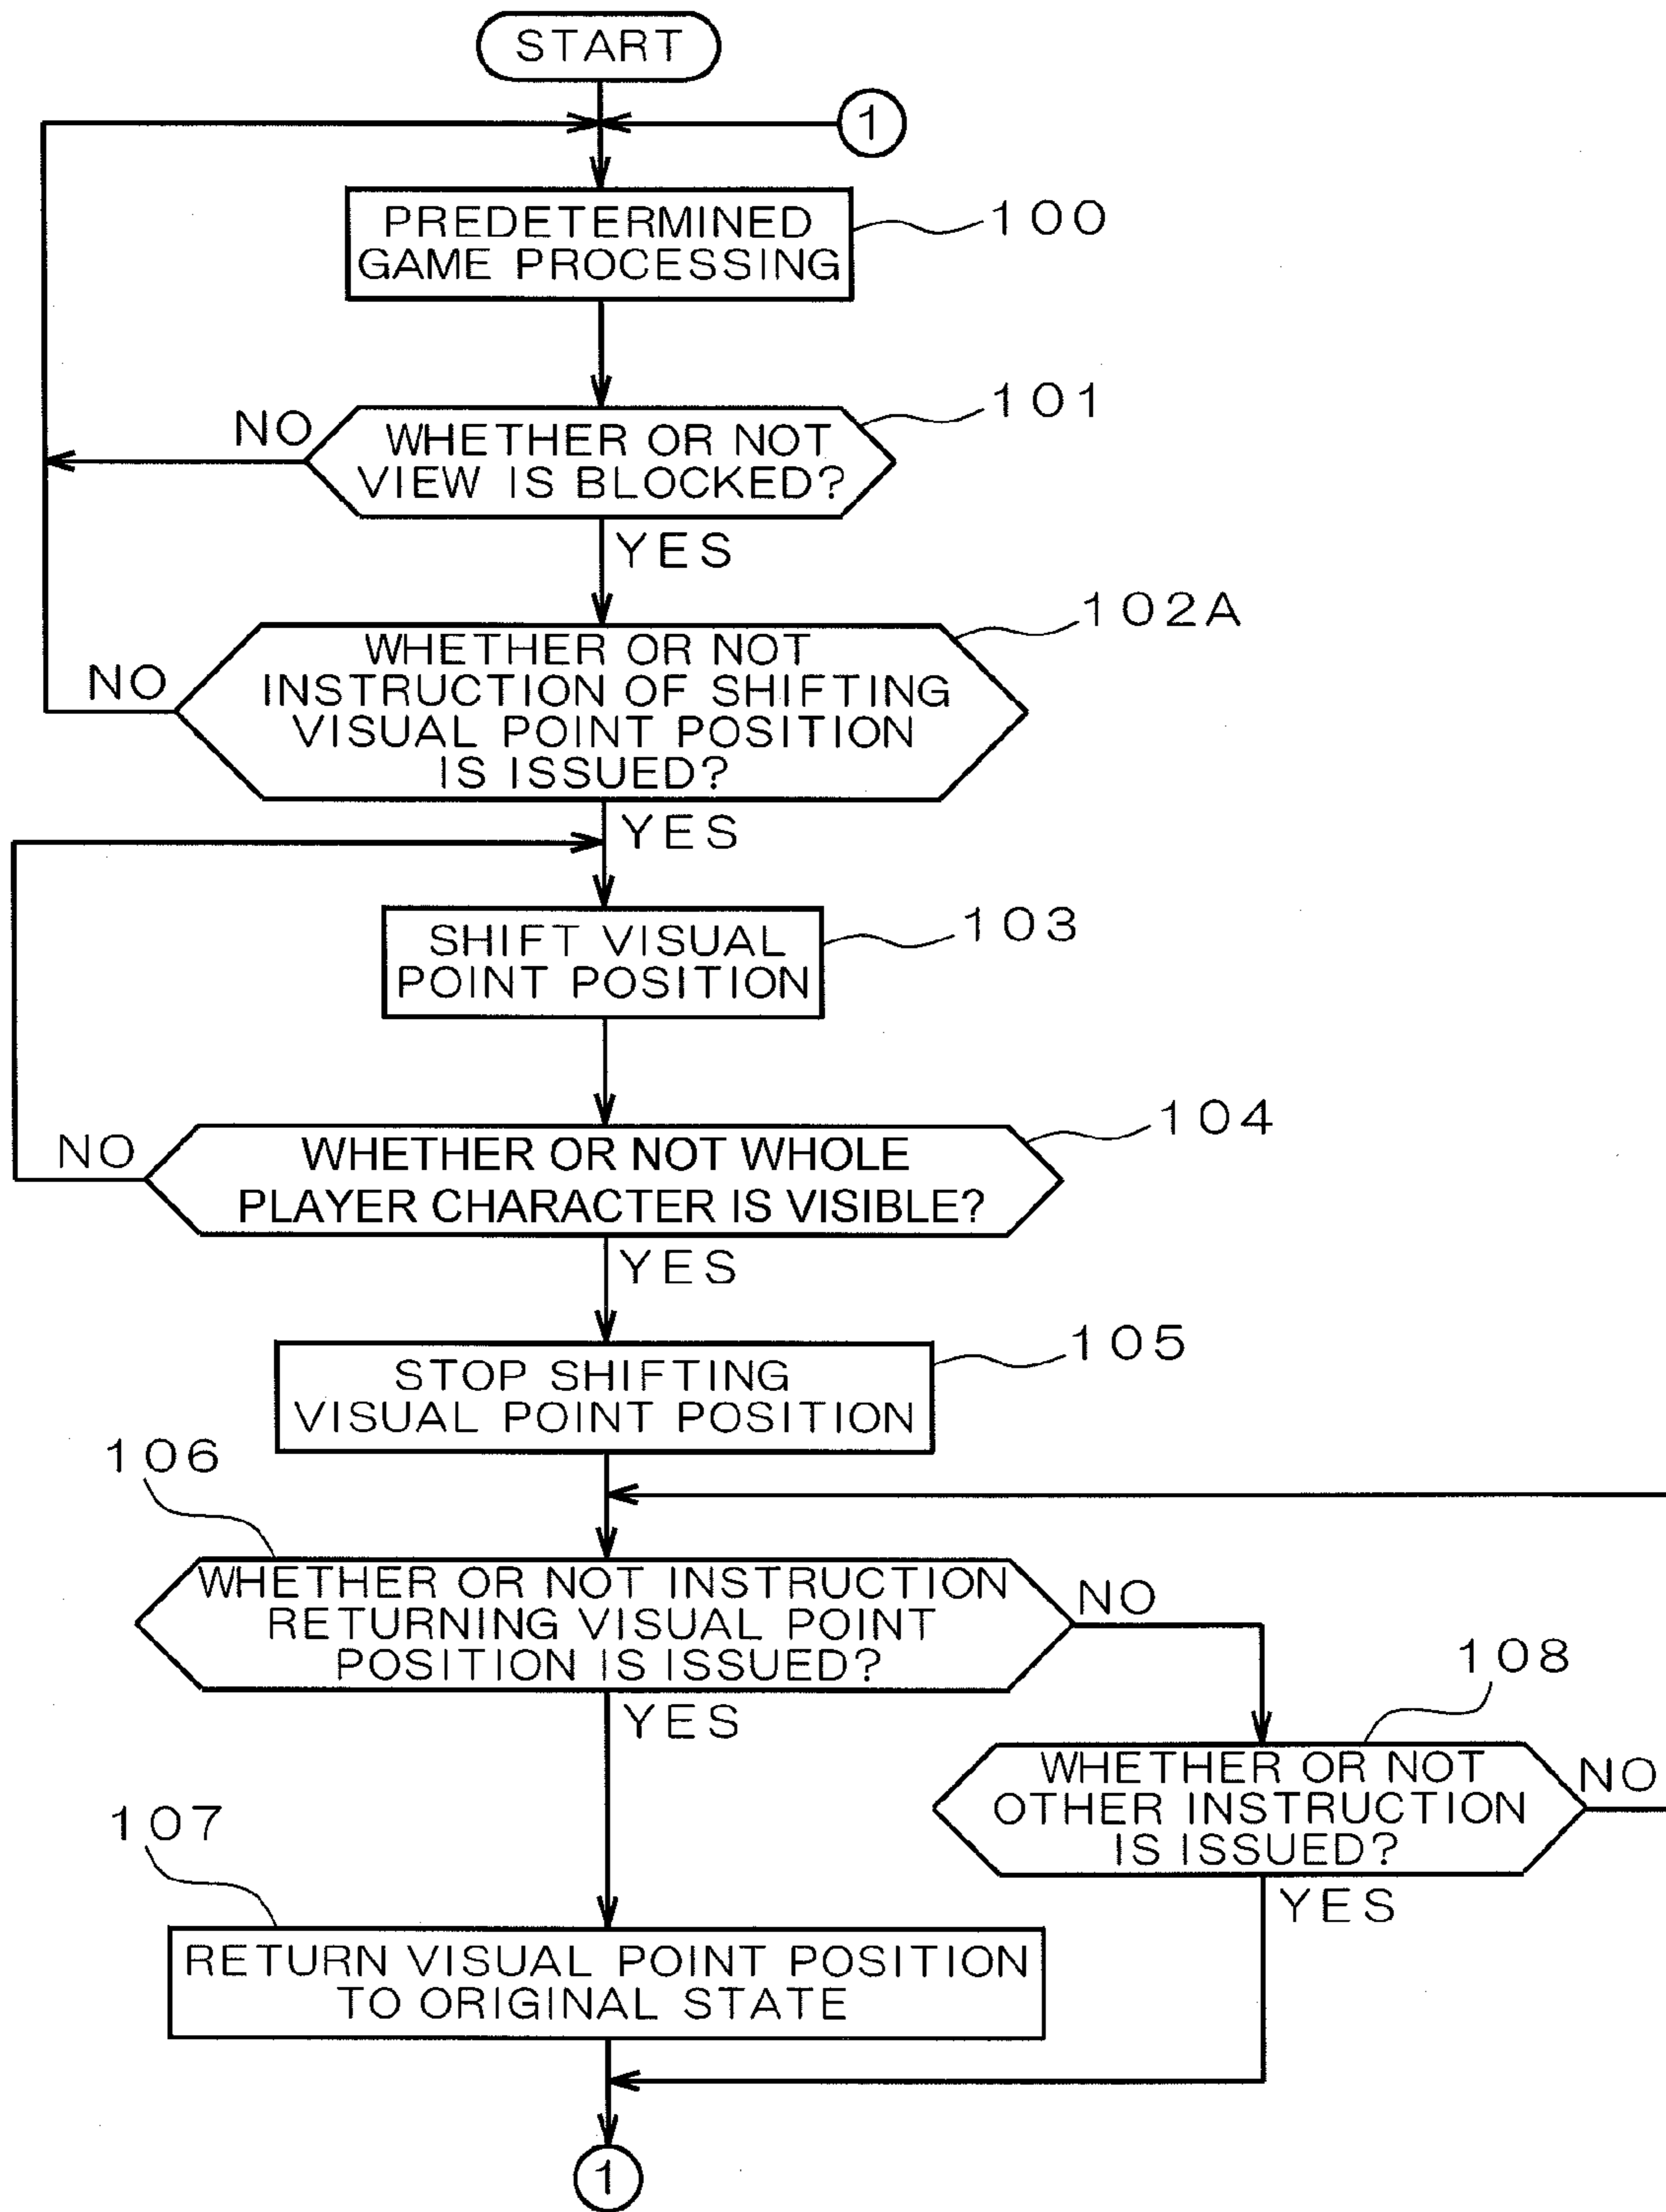 START
1
PREDETERMINED
GAME PROCESSING
100
101
NO
WHETHER OR NOT
VIEW IS BLOCKED?
YES
102A
NO
WHETHER OR NOT
INSTRUCTION OF SHIFTING
VISUAL POINT POSITION
IS ISSUED?
YES
103
SHIFT VISUAL
POINT POSITION
104
NO
WHETHER OR NOT WHOLE
PLAYER CHARACTER IS VISIBLE?
YES
105
STOP SHIFTING
VISUAL POINT POSITION
106
WHETHER OR NOT INSTRUCTION
RETURNING VISUAL POINT
POSITION IS ISSUED?
NO
YES
108
WHETHER OR NOT
OTHER INSTRUCTION
IS ISSUED?
NO
YES
107
RETURN VISUAL POINT POSITION
TO ORIGINAL STATE
1